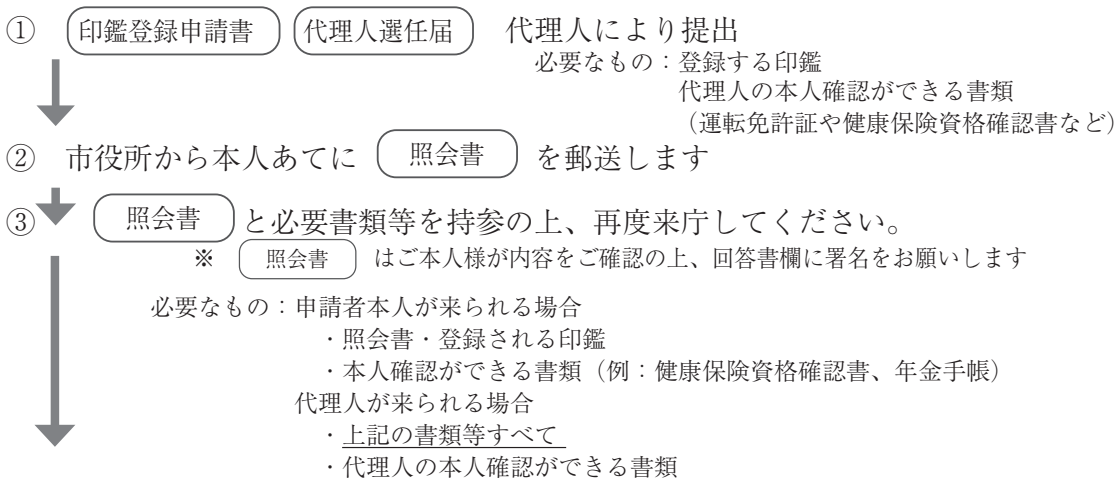 ① 印鑑登録申請書 代理人選任届 代理人により提出
必要なもの：登録する印鑑
代理人の本人確認ができる書類
（運転免許証や健康保険資格確認書など）
② 市役所から本人あてに 照会書 を郵送します
③ 照会書 と必要書類等を持参の上、再度来庁してください。
※ 照会書 はご本人様が内容をご確認の上、回答書欄に署名をお願いします
必要なもの：申請者本人が来られる場合
・照会書・登録される印鑑
・本人確認ができる書類（例：健康保険資格確認書、年金手帳）
代理人が来られる場合
・上記の書類等すべて
・代理人の本人確認ができる書類